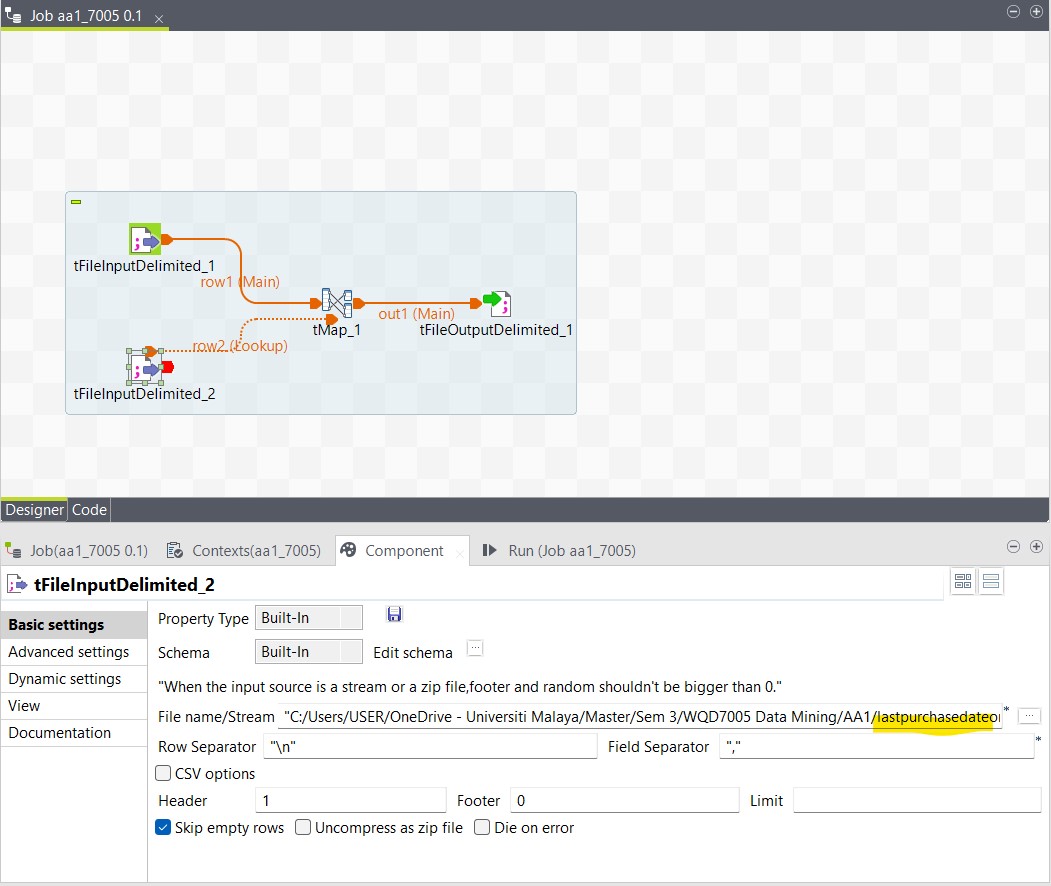 Job aa1_7005 0.1
tFileInputDelimited_1
row1 (Main)
out1 (Main)
tMap_1
tFileOutputDelimited_1
row2 (Lookup)
tFileInputDelimited_2
Designer Code
Job(aa1_7005 0.1) Contexts(aa1_7005) Component Run (Job aa1_7005)
tFileInputDelimited_2
Basic settings
Advanced settings
Dynamic settings
View
Documentation
Property Type Built-In
Schema Built-In Edit schema ...
"When the input source is a stream or a zip file,footer and random shouldn't be bigger than 0."
File name/Stream "C:/Users/USER/OneDrive - Universiti Malaya/Master/Sem 3/WQD7005 Data Mining/AA1/lastpurchasedateo * ...
Row Separator "\n" Field Separator "," *
CSV options
Header 1 Footer 0 Limit
Skip empty rows Uncompress as zip file Die on error